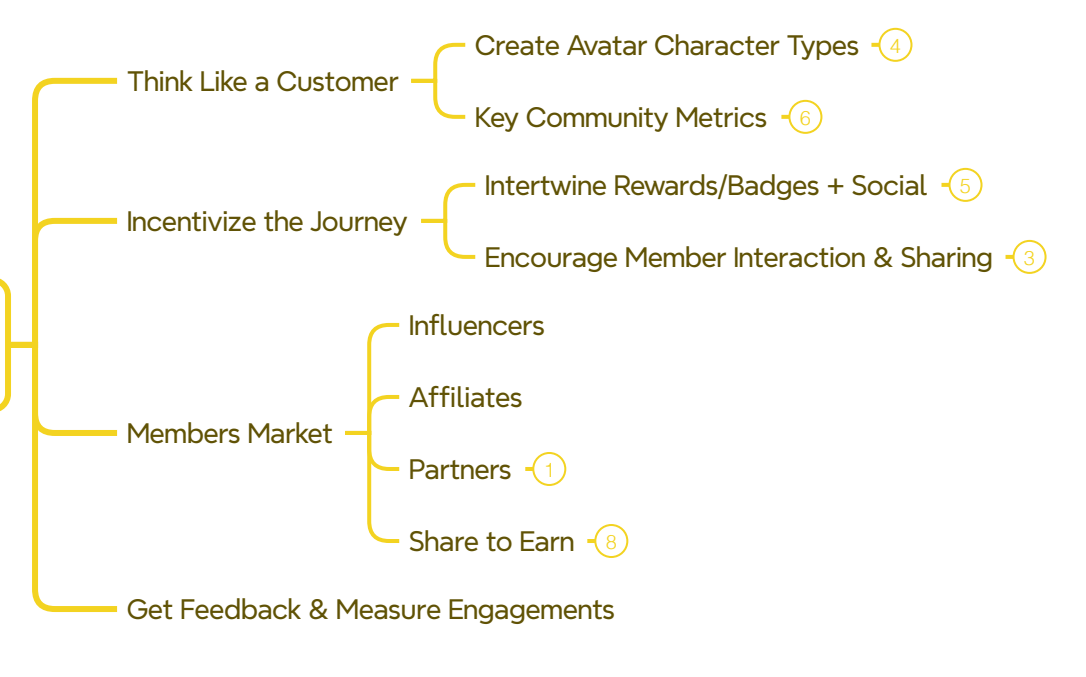 Create Avatar Character Types 4
Think Like a Customer
Key Community Metrics 6
Intertwine Rewards/Badges + Social 5
Incentivize the Journey
Encourage Member Interaction & Sharing 3
Influencers
Affiliates
Members Market
Partners 1
Share to Earn 8
Get Feedback & Measure Engagements